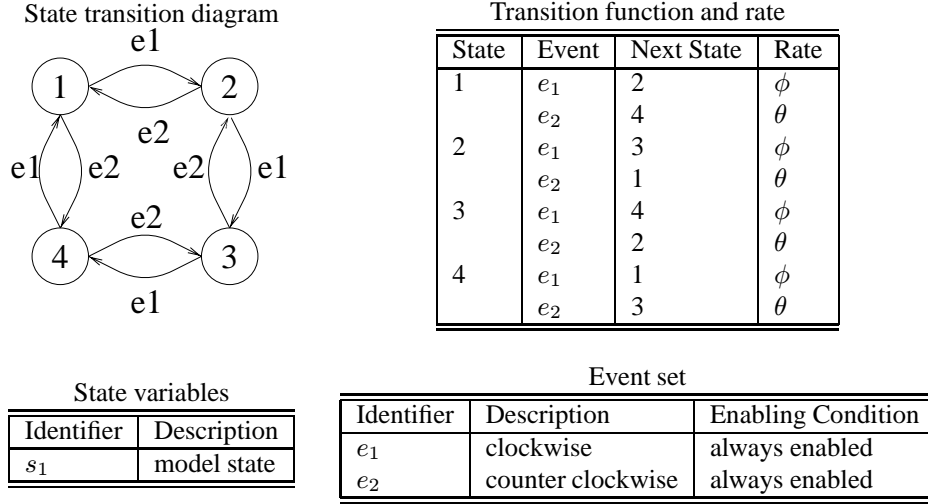 State transition diagram
e1
1
2
e2
e1
e2
e2
e1
e2
4
3
e1
Transition function and rate
State Event Next State Rate
1 e₁ 2 ϕ
e₂ 4 θ
2 e₁ 3 ϕ
e₂ 1 θ
3 e₁ 4 ϕ
e₂ 2 θ
4 e₁ 1 ϕ
e₂ 3 θ
State variables
Identifier Description
s₁ model state
Event set
Identifier Description Enabling Condition
e₁ clockwise always enabled
e₂ counter clockwise always enabled